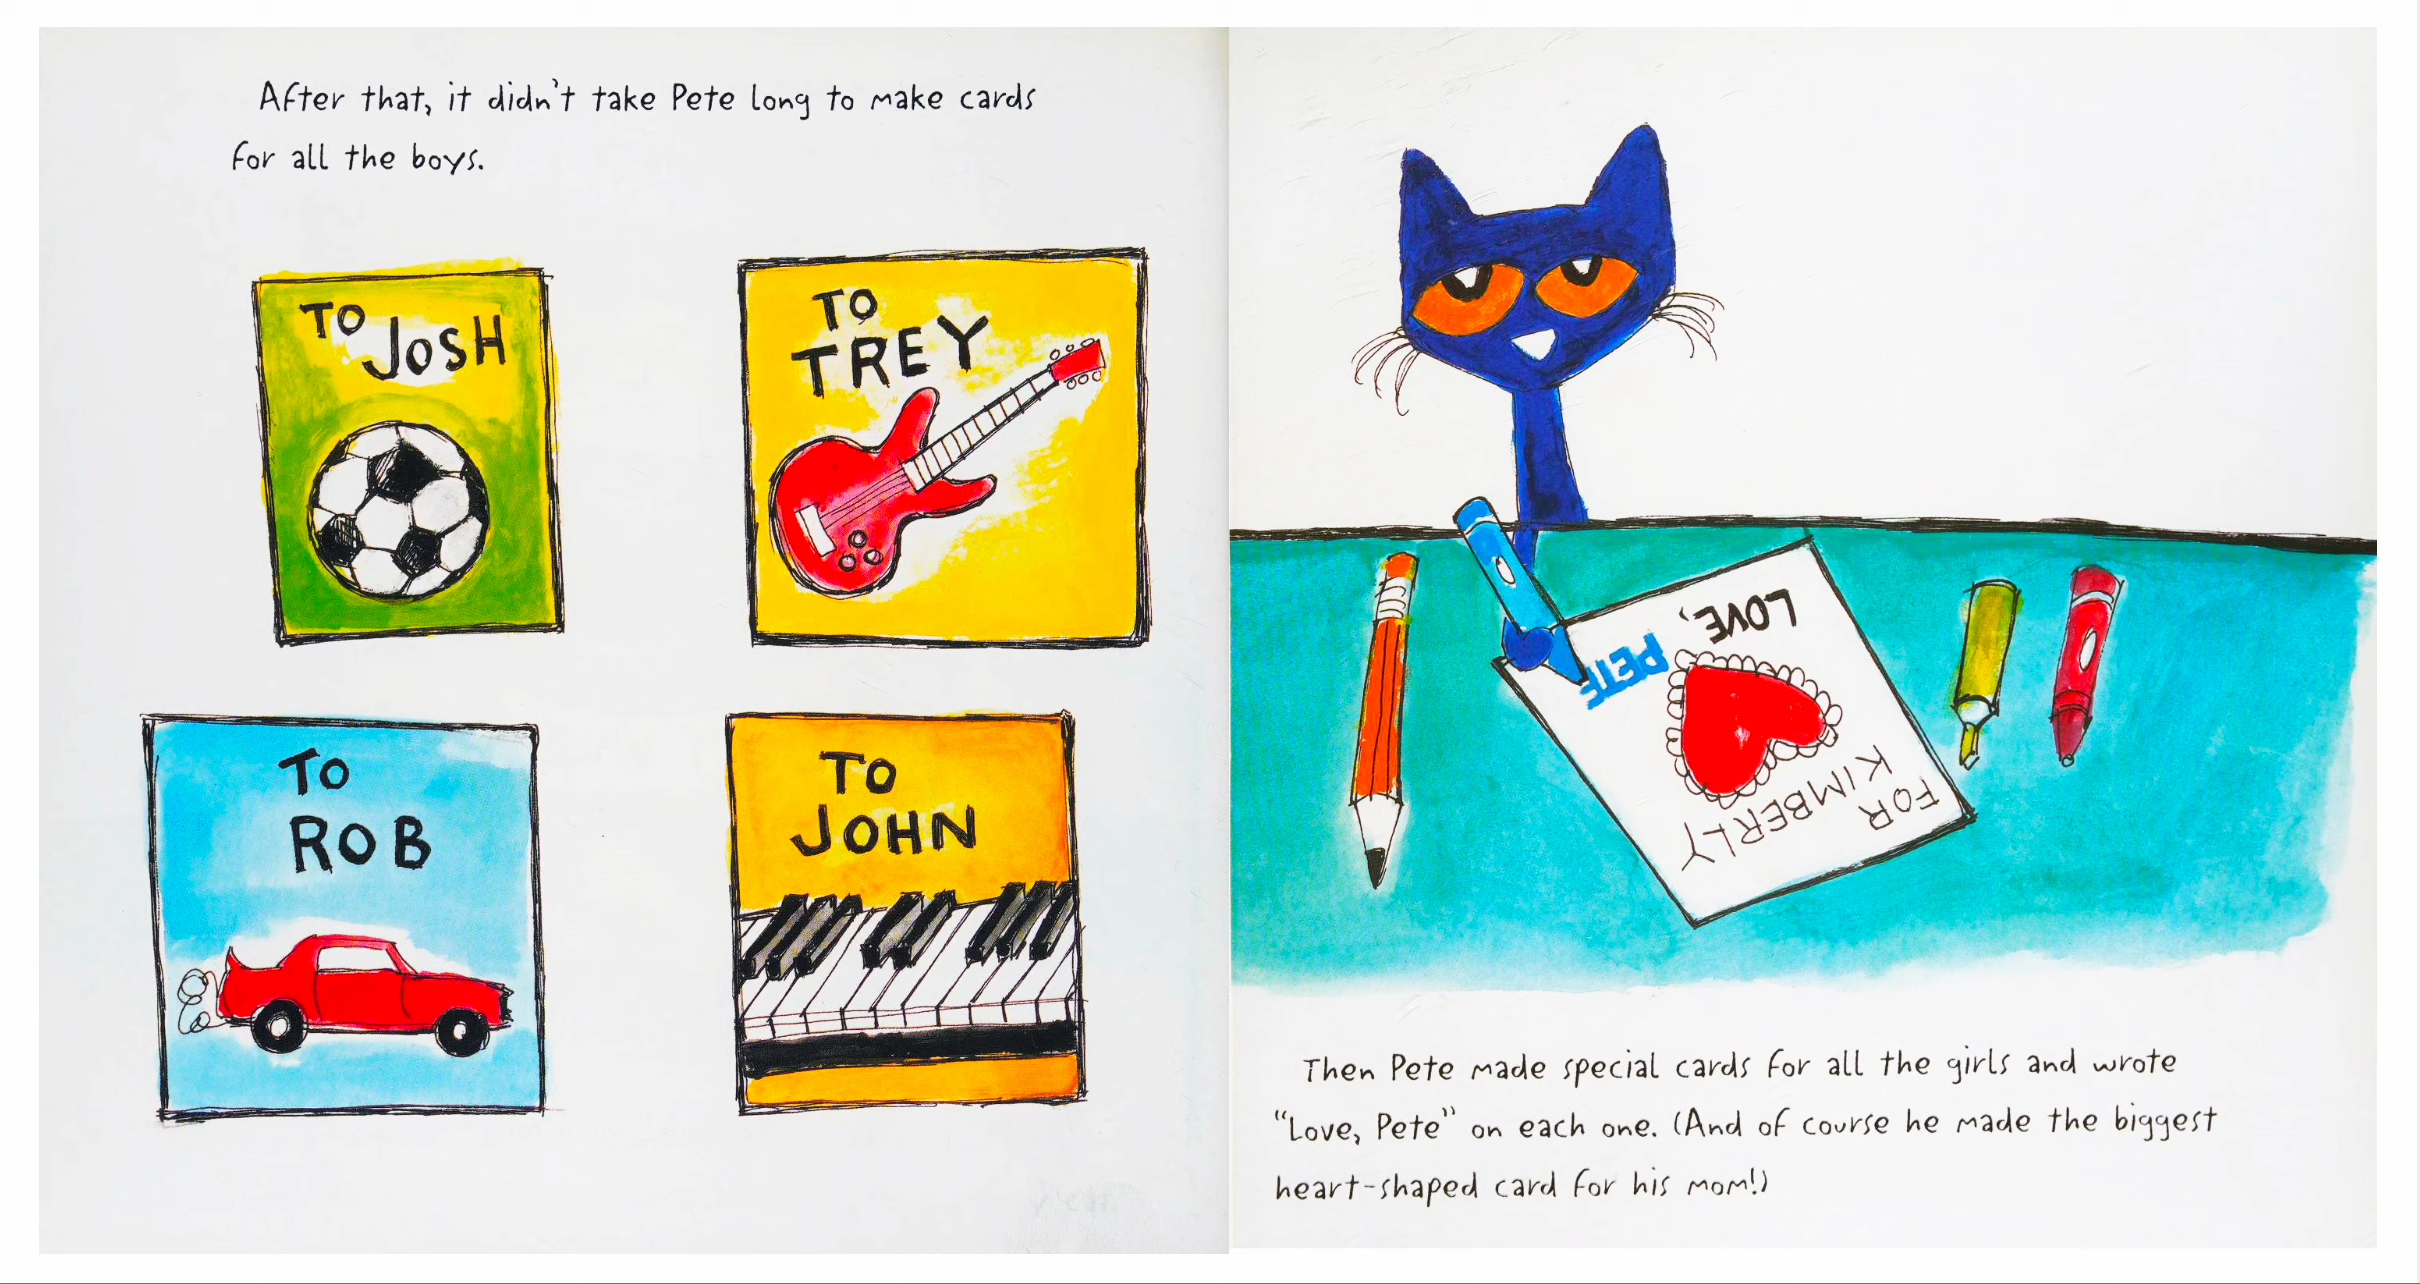 After that, it didn't take Pete long to make cards
for all the boys.
TO
JOSH
TO
TREY
TO
ROB
TO
JOHN
FOR
KIMBERLY
LOVE,
PETE
Then Pete made special cards for all the girls and wrote
“Love, Pete” on each one. (And of course he made the biggest
heart-shaped card for his mom!)